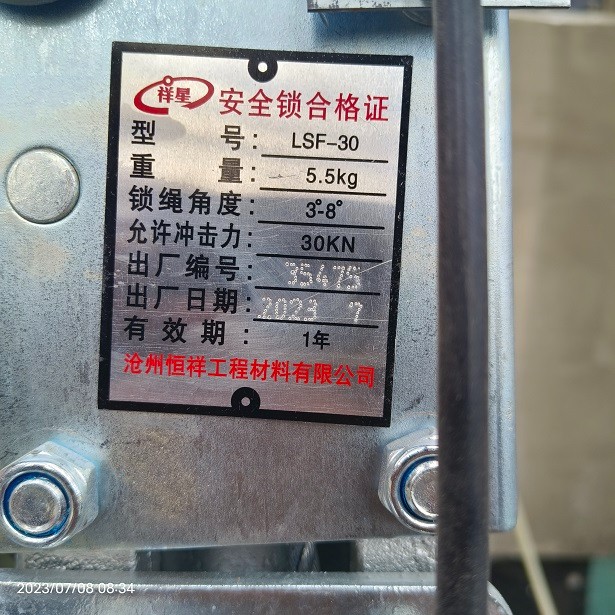 祥星 安全锁合格证
型 号: LSF-30
重 量: 5.5kg
锁绳角度: 3°-8°
允许冲击力: 30KN
出厂编号: 35475
出厂日期: 2023 7
有效期: 1年
沧州恒祥工程材料有限公司
2023/07/08 08:34